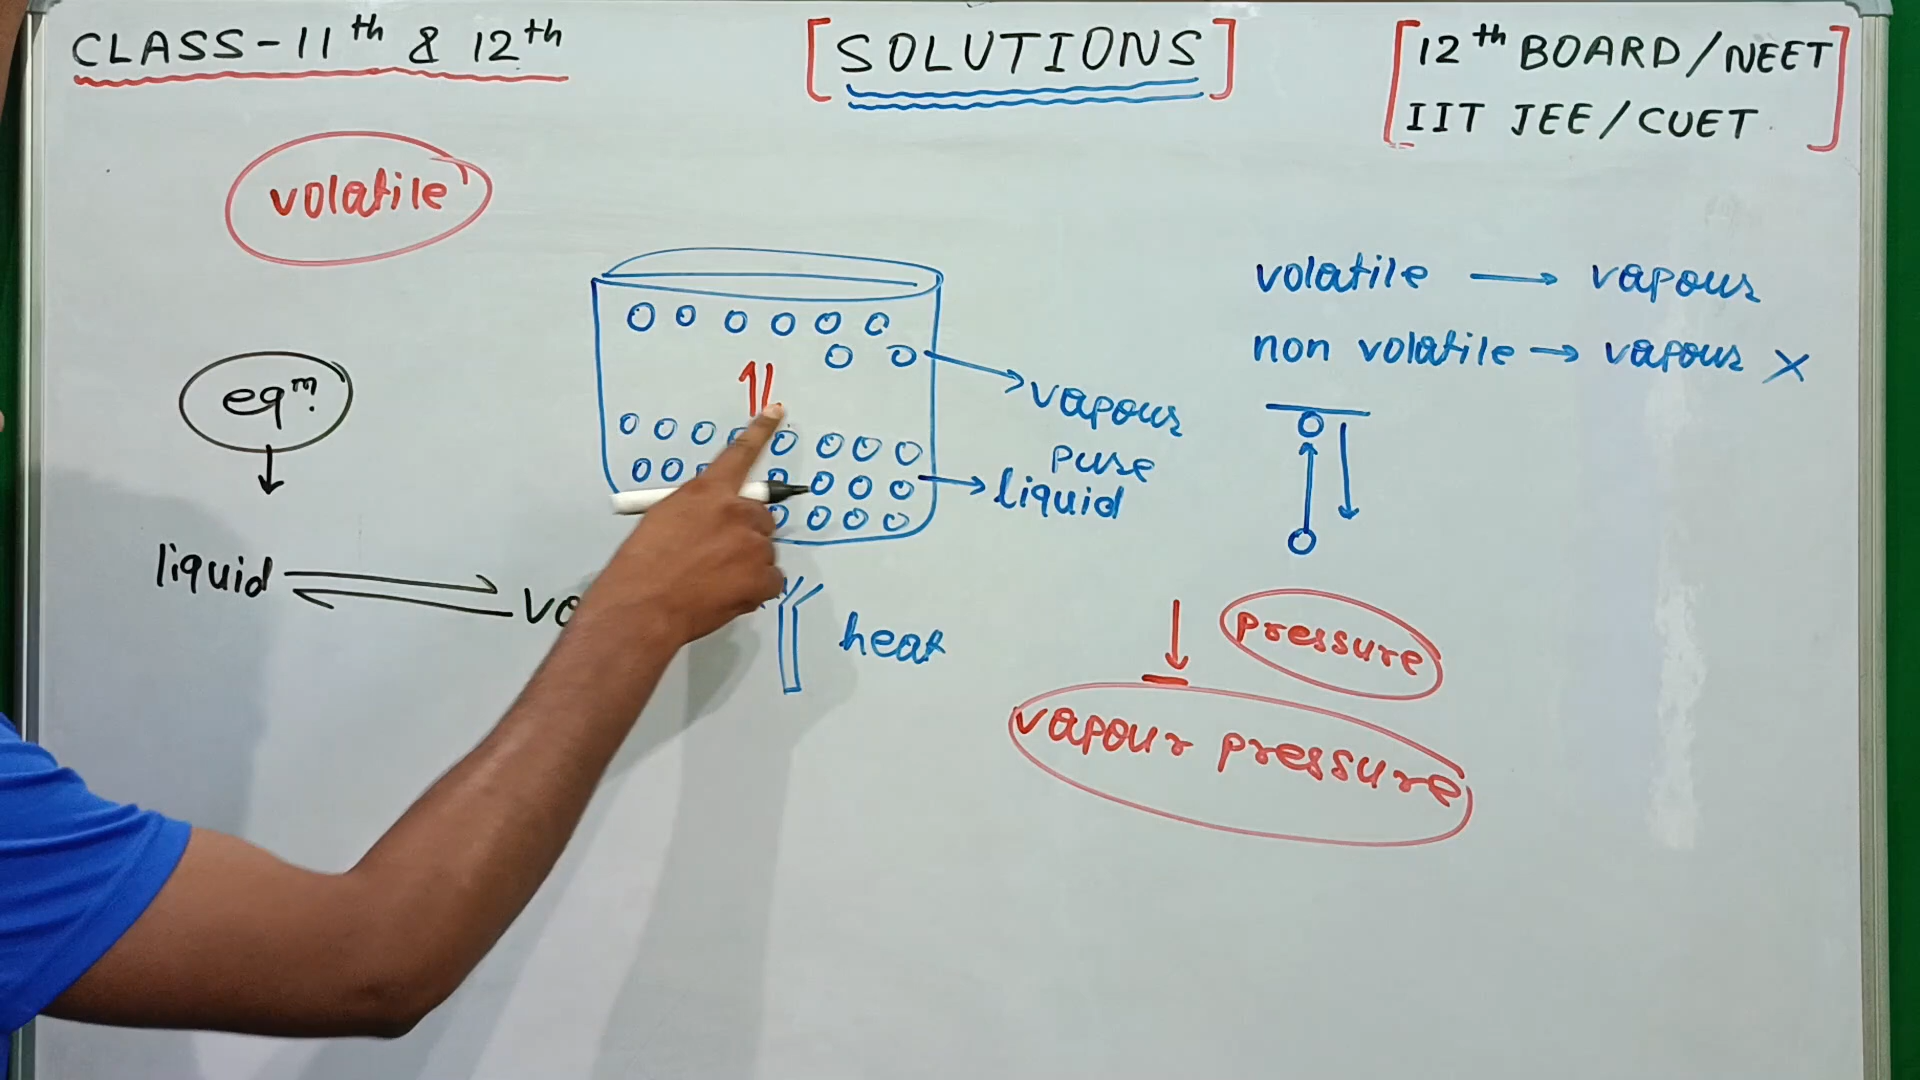 CLASS-11th & 12th
[SOLUTIONS]
[12th BOARD/NEET
IIT JEE/CUET]
volatile
eqm.
liquid ⇌
heat
vapour
pure
liquid
volatile → vapour
non volatile → vapour ×
pressure
vapour pressure